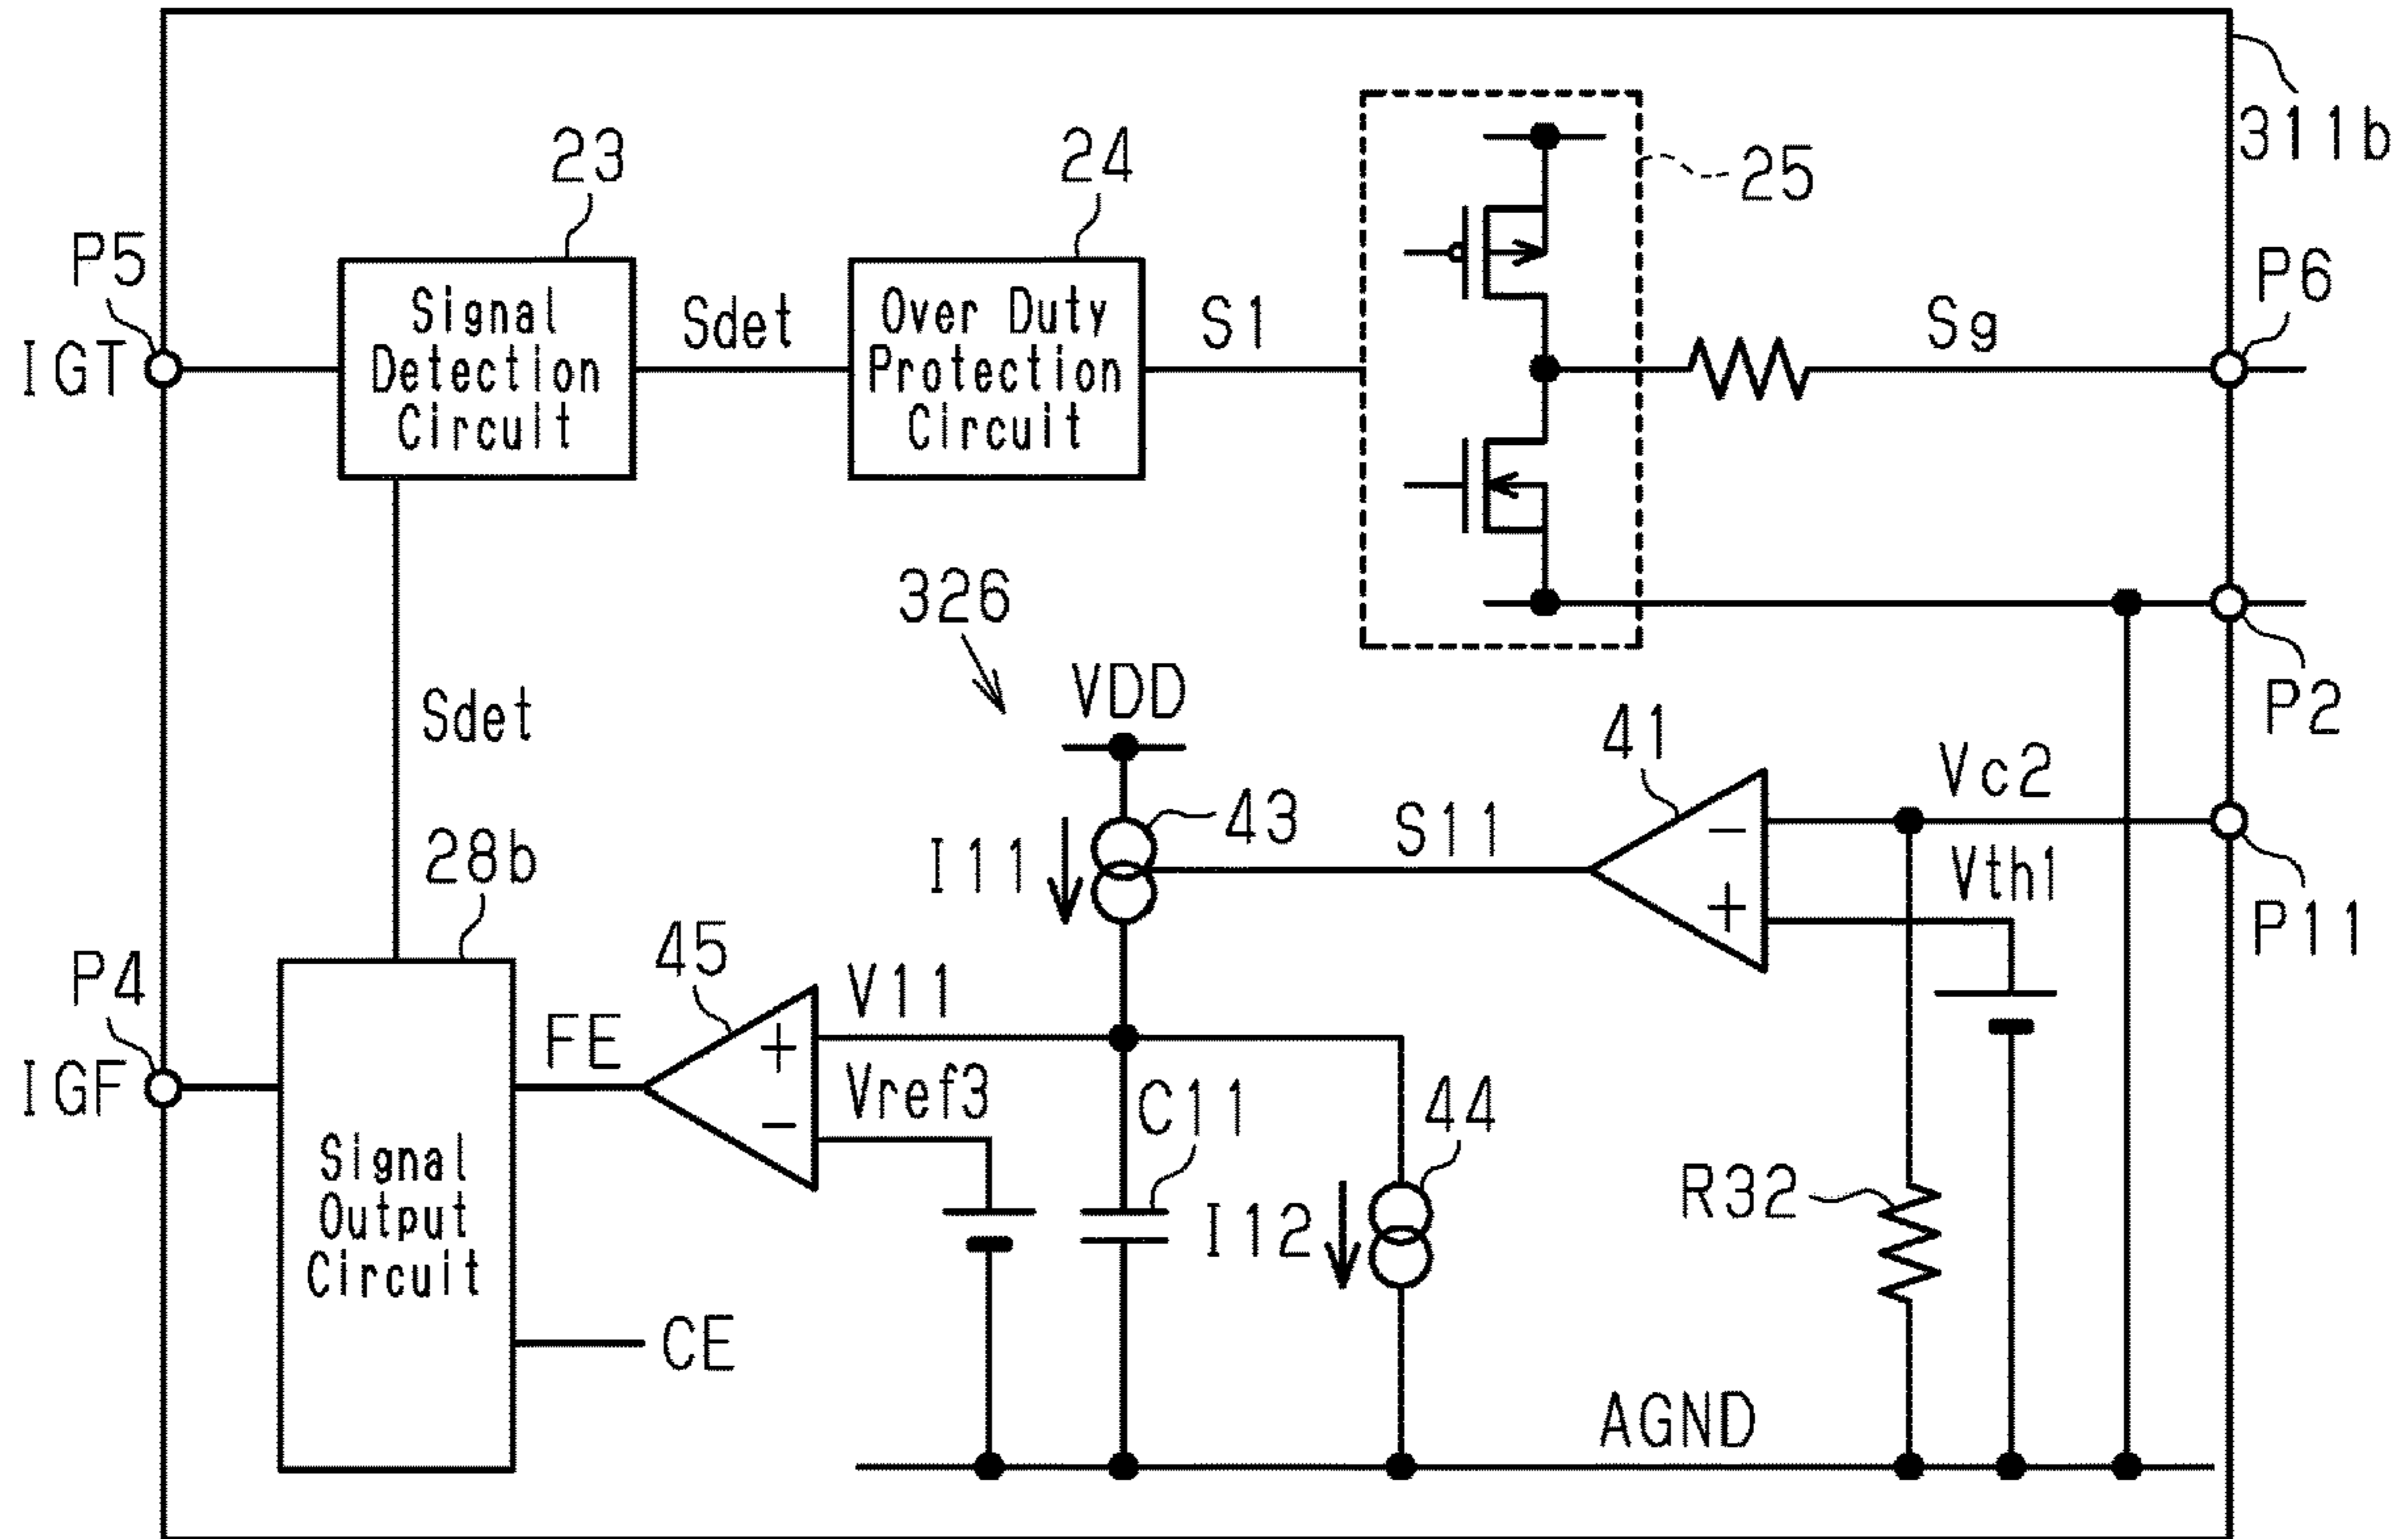 311b
23
24
25
P5
P6
Signal
Detection
Circuit
Sdet
Over Duty
Protection
Circuit
S1
Sg
IGT
326
VDD
P2
Sdet
41
Vc2
43
S11
I11
28b
Vth1
P11
45
V11
P4
FE
Vref3
C11
44
IGF
Signal
Output
Circuit
R32
I12
CE
AGND
+
-
+
-